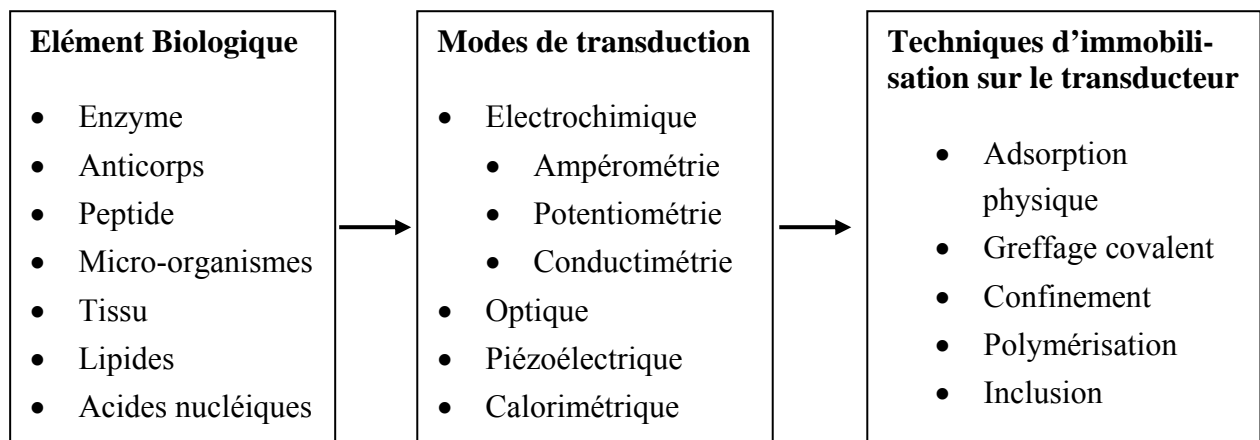 Elément Biologique
• Enzyme
• Anticorps
• Peptide
• Micro-organismes
• Tissu
• Lipides
• Acides nucléiques
Modes de transduction
• Electrochimique
• Ampérométrie
• Potentiométrie
• Conductimétrie
• Optique
• Piézoélectrique
• Calorimétrique
Techniques d’immobili-
sation sur le transducteur
• Adsorption
physique
• Greffage covalent
• Confinement
• Polymérisation
• Inclusion